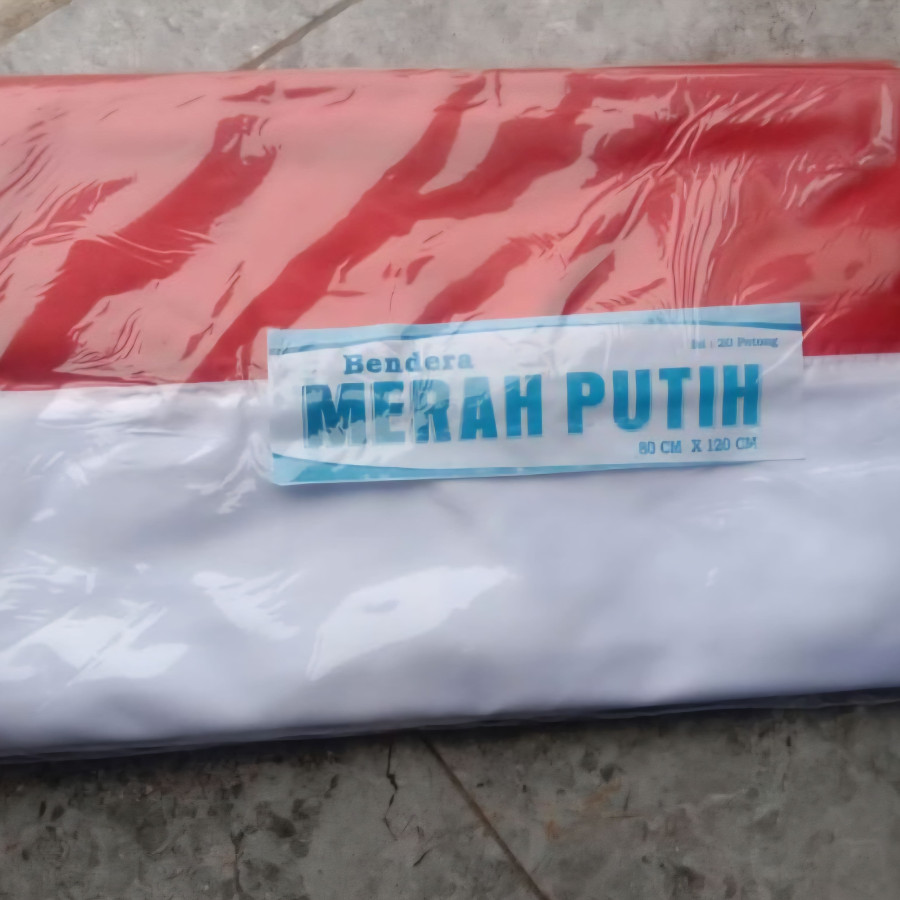 Isi : 20 Potong
Bendera
MERAH PUTIH
80 CM X 120 CM